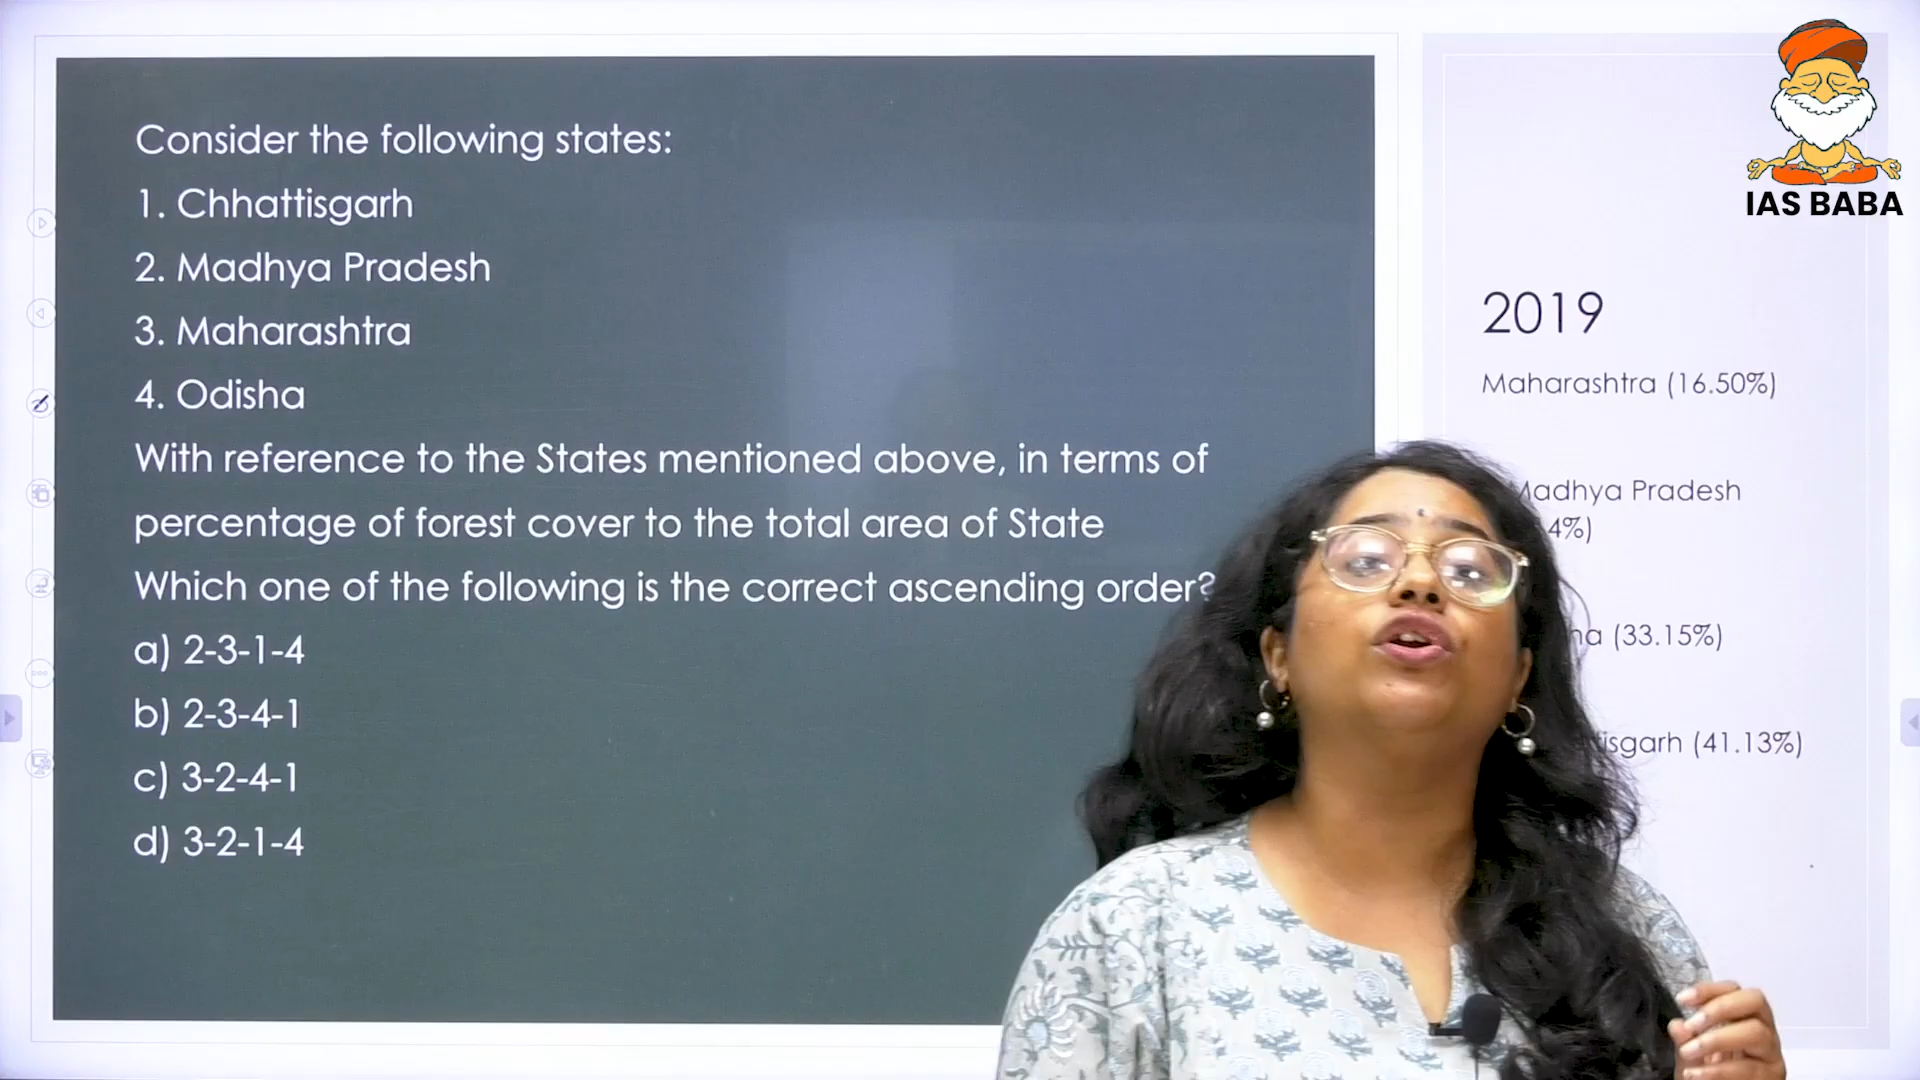 Consider the following states:
1. Chhattisgarh
2. Madhya Pradesh
3. Maharashtra
4. Odisha
With reference to the States mentioned above, in terms of
percentage of forest cover to the total area of State
Which one of the following is the correct ascending order?
a) 2-3-1-4
b) 2-3-4-1
c) 3-2-4-1
d) 3-2-1-4
IAS BABA
2019
Maharashtra (16.50%)
Madhya Pradesh
(33.15%)
(41.13%)